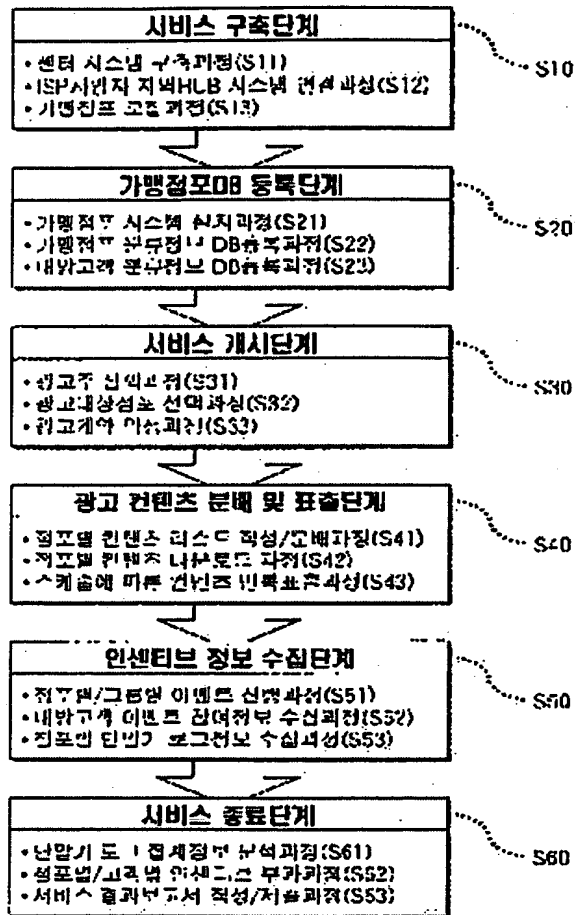 서비스 구축단계
• 센터 시스템 구축과정(S11)
• ISP사업자 지역HUB 시스템 연결과정(S12)
• 가맹점포 모집과정(S13)
S10
가맹점포DB 등록단계
• 가맹점포 시스템 설치과정(S21)
• 가맹점포 분류정보 DB등록과정(S22)
• 내방고객 분류정보 DB등록과정(S23)
S20
서비스 개시단계
• 광고주 선택과정(S31)
• 광고대상점포 선택과정(S32)
• 광고계약 과정(S33)
S30
광고 컨텐츠 분배 및 표출단계
• 점포별 컨텐츠 리스트 작성/분배과정(S41)
• 점포별 컨텐츠 다운로드 과정(S42)
• 스케줄에 따른 컨텐츠 반복표출과정(S43)
S40
인센티브 정보 수집단계
• 점포별/그룹별 이벤트 진행과정(S51)
• 내방고객 이벤트 참여정보 수집과정(S52)
• 점포별 단말기 로그정보 수집과정(S53)
S50
서비스 종료단계
• 단말기 로그 집계정보 분석과정(S61)
• 점포별/고객별 인센티브 부과과정(S62)
• 서비스 결과보고서 작성/제출과정(S53)
S60